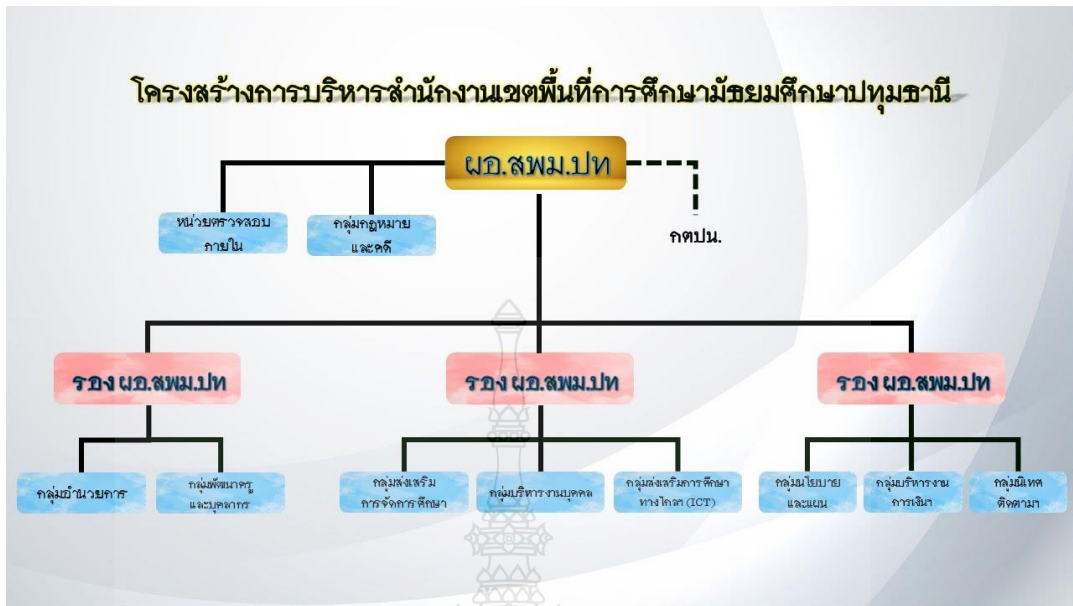 โครงสร้างการบริหารสำนักงานเขตพื้นที่การศึกษามัธยมศึกษาปทุมธานี
ผอ.สพม.ปท
หน่วยตรวจสอบ
ภายใน
กลุ่มกฎหมาย
และคดี
กตปน.
รอง ผอ.สพม.ปท
รอง ผอ.สพม.ปท
รอง ผอ.สพม.ปท
กลุ่มอำนวยการ
กลุ่มพัฒนาครู
และบุคลากร
กลุ่มส่งเสริม
การจัดการศึกษา
กลุ่มบริหารงานบุคคล
กลุ่มส่งเสริมการศึกษา
ทางไกลฯ (ICT)
กลุ่มนโยบาย
และแผน
กลุ่มบริหารงาน
การเงินฯ
กลุ่มนิเทศ
ติดตามฯ